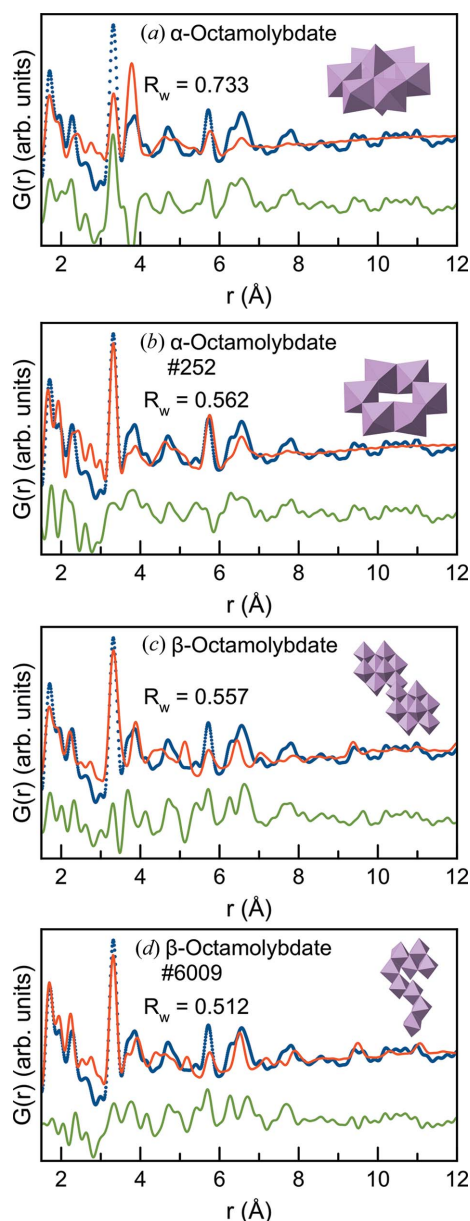 (a) α-Octamolybdate
R_w = 0.733
G(r) (arb. units)
2 4 6 8 10 12
r (Å)
(b) α-Octamolybdate
#252
R_w = 0.562
G(r) (arb. units)
2 4 6 8 10 12
r (Å)
(c) β-Octamolybdate
R_w = 0.557
G(r) (arb. units)
2 4 6 8 10 12
r (Å)
(d) β-Octamolybdate
#6009
R_w = 0.512
G(r) (arb. units)
2 4 6 8 10 12
r (Å)